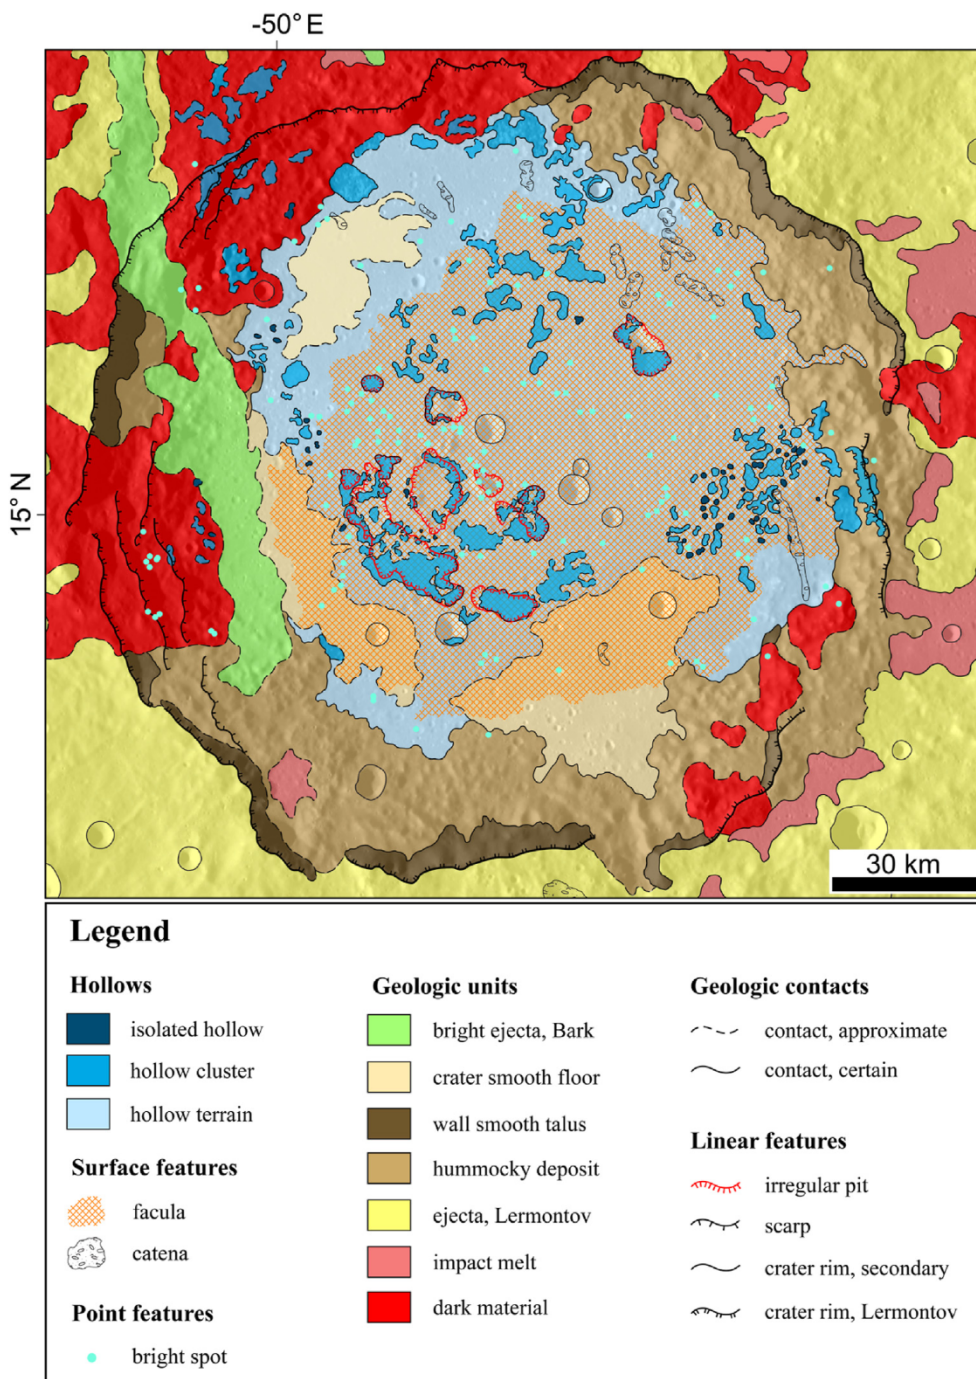 -50° E
15° N
30 km
Legend
Hollows
isolated hollow
hollow cluster
hollow terrain
Surface features
facula
catena
Point features
bright spot
Geologic units
bright ejecta, Bark
crater smooth floor
wall smooth talus
hummocky deposit
ejecta, Lermontov
impact melt
dark material
Geologic contacts
contact, approximate
contact, certain
Linear features
irregular pit
scarp
crater rim, secondary
crater rim, Lermontov